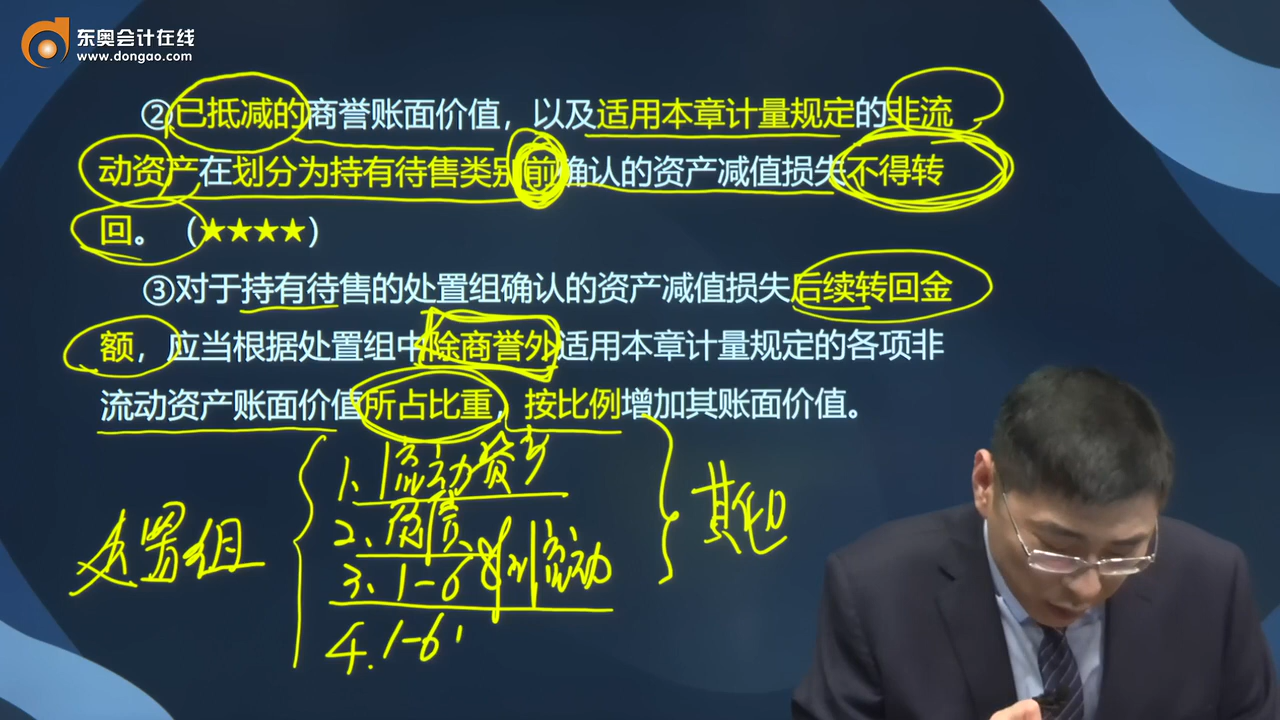 东奥会计在线
www.dongao.com
②已抵减的商誉账面价值，以及适用本章计量规定的非流
动资产在划分为持有待售类别前确认的资产减值损失不得转
回。（★★★★）
③对于持有待售的处置组确认的资产减值损失后续转回金
额，应当根据处置组中除商誉外适用本章计量规定的各项非
流动资产账面价值所占比重，按比例增加其账面价值。
处置组
1、流动资产
2、负债
3、1-6 非流动
4.1-6
其他